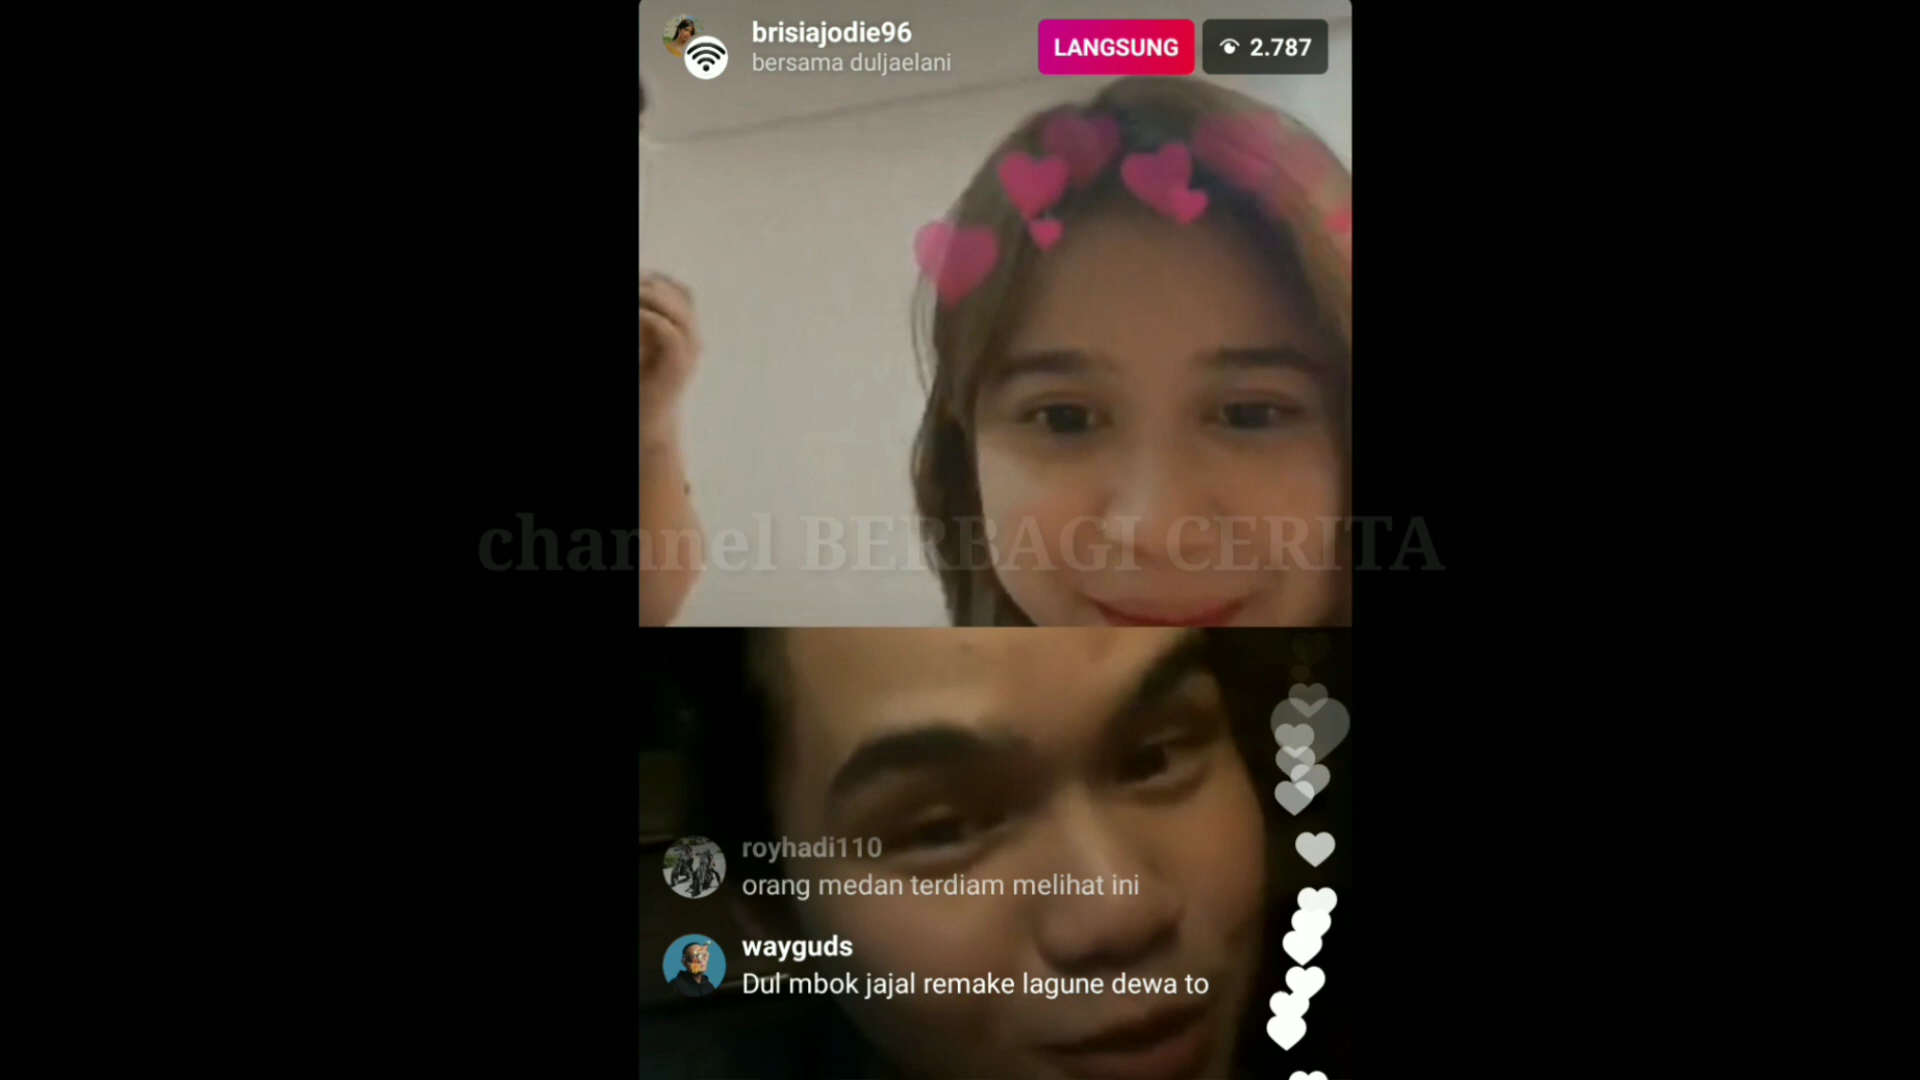 brisiajodie96
bersama duljaelani
LANGSUNG
2.787
channel BERBAGI CERITA
royhadi110
orang medan terdiam melihat ini
wayguds
Dul mbok jajal remake lagune dewa to